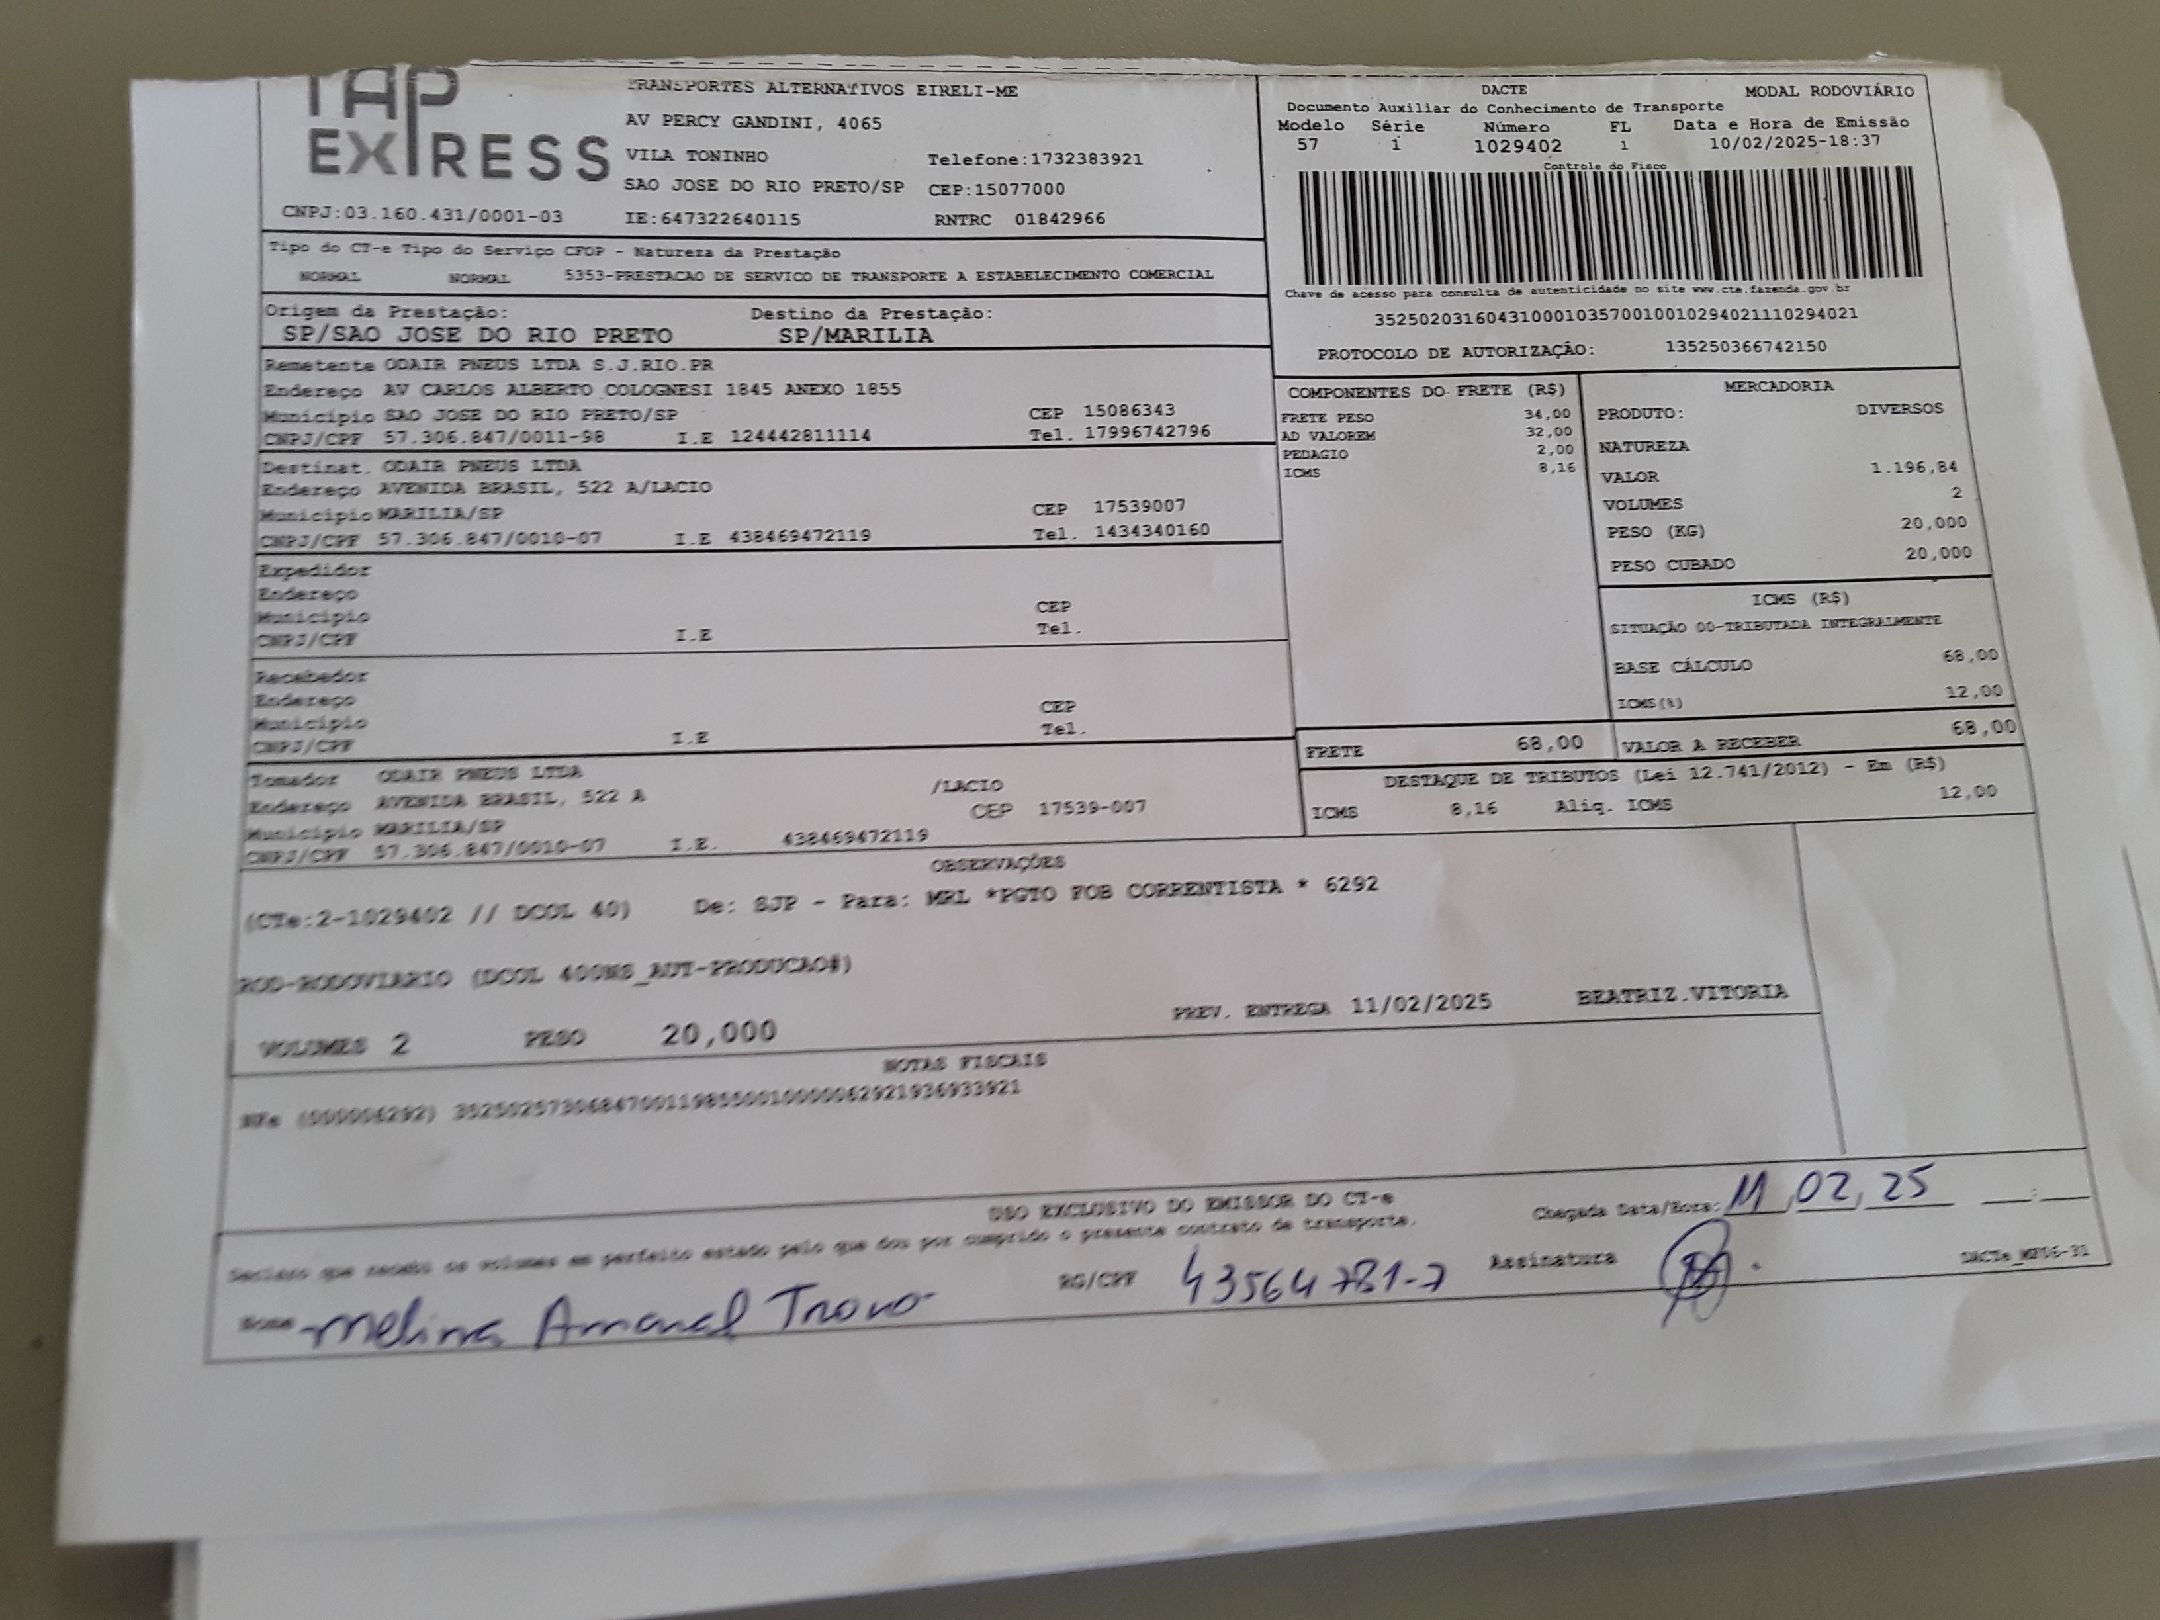 TAP
EXPRESS
TRANSPORTES ALTERNATIVOS EIRELI-ME
AV PERCY GANDINI, 4065
VILA TONINHO Telefone:1732383921
SAO JOSE DO RIO PRETO/SP CEP:15077000
CNPJ:03.160.431/0001-03 IE:647322640115 RNTRC 01842966
DACTE MODAL RODOVIÁRIO
Documento Auxiliar do Conhecimento de Transporte
Modelo Série Número FL Data e Hora de Emissão
57 1 1029402 1 10/02/2025-18:37
Controle do Fisco
Chave de acesso para consulta de autenticidade no site www.cte.fazenda.gov.br
35250203160431000103570010010294021110294021
PROTOCOLO DE AUTORIZAÇÃO: 135250366742150
Tipo do CT-e Tipo do Serviço CFOP - Natureza da Prestação
NORMAL NORMAL 5353-PRESTACAO DE SERVICO DE TRANSPORTE A ESTABELECIMENTO COMERCIAL
Origem da Prestação: Destino da Prestação:
SP/SAO JOSE DO RIO PRETO SP/MARILIA
Remetente ODAIR PNEUS LTDA S.J.RIO.PR
Endereço AV CARLOS ALBERTO COLOGNESI 1845 ANEXO 1855
Município SAO JOSE DO RIO PRETO/SP CEP 15086343
CNPJ/CPF 57.306.847/0011-98 I.E 124442811114 Tel. 17996742796
Destinat. ODAIR PNEUS LTDA
Endereço AVENIDA BRASIL, 522 A/LACIO
Município MARILIA/SP CEP 17539007
CNPJ/CPF 57.306.847/0010-07 I.E 438469472119 Tel. 1434340160
Expedidor
Endereço
Município CEP
CNPJ/CPF I.E Tel.
Recebedor
Endereço
Município CEP
CNPJ/CPF I.E Tel.
Tomador ODAIR PNEUS LTDA
Endereço AVENIDA BRASIL, 522 A /LACIO
Município MARILIA/SP CEP 17539-007
CNPJ/CPF 57.306.847/0010-07 I.E. 438469472119
COMPONENTES DO FRETE (R$)
FRETE PESO 34,00
AD VALOREM 32,00
PEDAGIO 2,00
ICMS 8,16
MERCADORIA
PRODUTO: DIVERSOS
NATUREZA
VALOR 1.196,84
VOLUMES 2
PESO (KG) 20,000
PESO CUBADO 20,000
ICMS (R$)
SITUAÇÃO 00-TRIBUTADA INTEGRALMENTE
BASE CÁLCULO 68,00
ICMS(%) 12,00
FRETE 68,00 VALOR A RECEBER 68,00
DESTAQUE DE TRIBUTOS (Lei 12.741/2012) - Em (R$)
ICMS 8,16 Aliq. ICMS 12,00
OBSERVAÇÕES
(CTe:2-1029402 // DCOL 40) De: SJP - Para: MRL *PGTO FOB CORRENTISTA * 6292
ROD-RODOVIARIO (DCOL 400MS_AUT-PRODUCAO#)
PREV. ENTREGA 11/02/2025 BEATRIZ.VITORIA
VOLUMES 2 PESO 20,000
NOTAS FISCAIS
NFe (000006292) 35250257306847001198550010000062921936933921
USO EXCLUSIVO DO EMISSOR DO CT-e
Declaro que recebi os volumes em perfeito estado pelo que dou por cumprido o presente contrato de transporte.
Chegada Data/Hora: 11/02/25 __:__
Nome Melina Amaral Trovo RG/CPF 43564781-7 Assinatura
DACTe_MP16-31